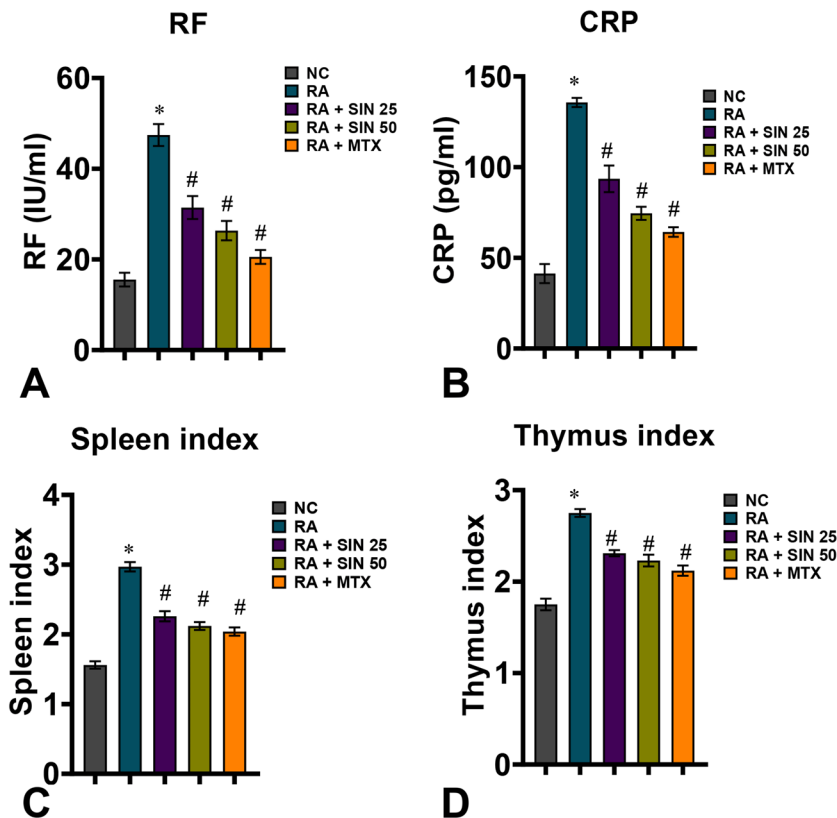 RF
RF (IU/ml)
60
40
20
0
*
#
#
#
NC
RA
RA + SIN 25
RA + SIN 50
RA + MTX
A
CRP
CRP (pg/ml)
150
100
50
0
*
#
#
#
NC
RA
RA + SIN 25
RA + SIN 50
RA + MTX
B
Spleen index
Spleen index
4
3
2
1
0
*
#
#
#
NC
RA
RA + SIN 25
RA + SIN 50
RA + MTX
C
Thymus index
Thymus index
3
2
1
0
*
#
#
#
NC
RA
RA + SIN 25
RA + SIN 50
RA + MTX
D